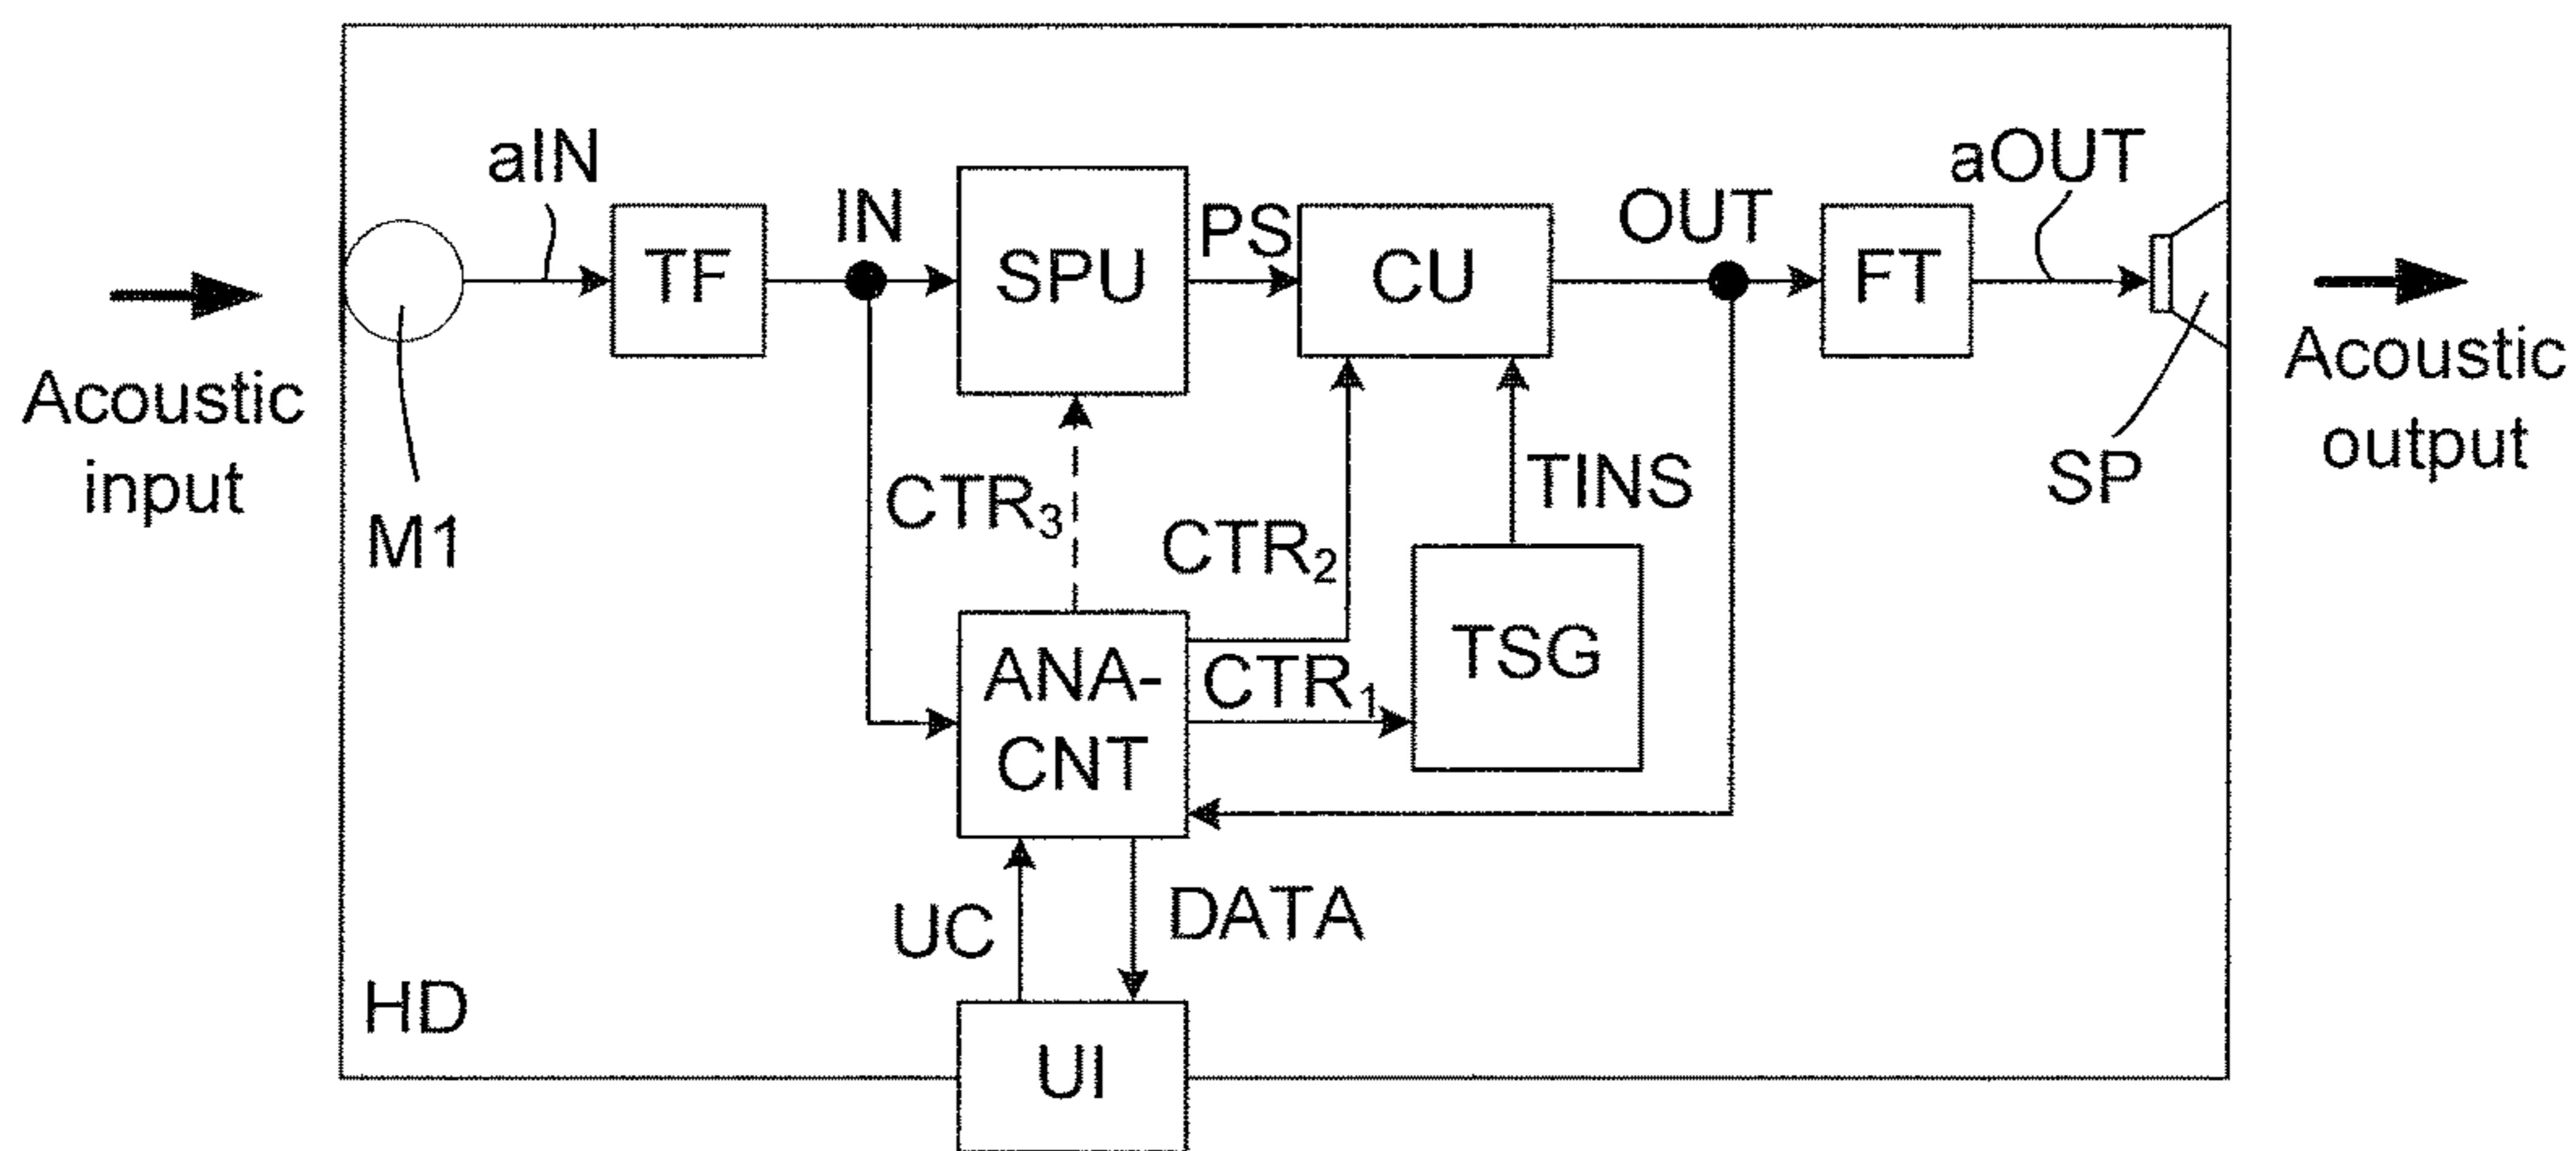 aIN
aOUT
IN
PS
OUT
TF
SPU
CU
FT
Acoustic
input
Acoustic
output
M1
CTR3
CTR2
TINS
SP
ANA-
CNT
CTR1
TSG
UC
DATA
HD
UI